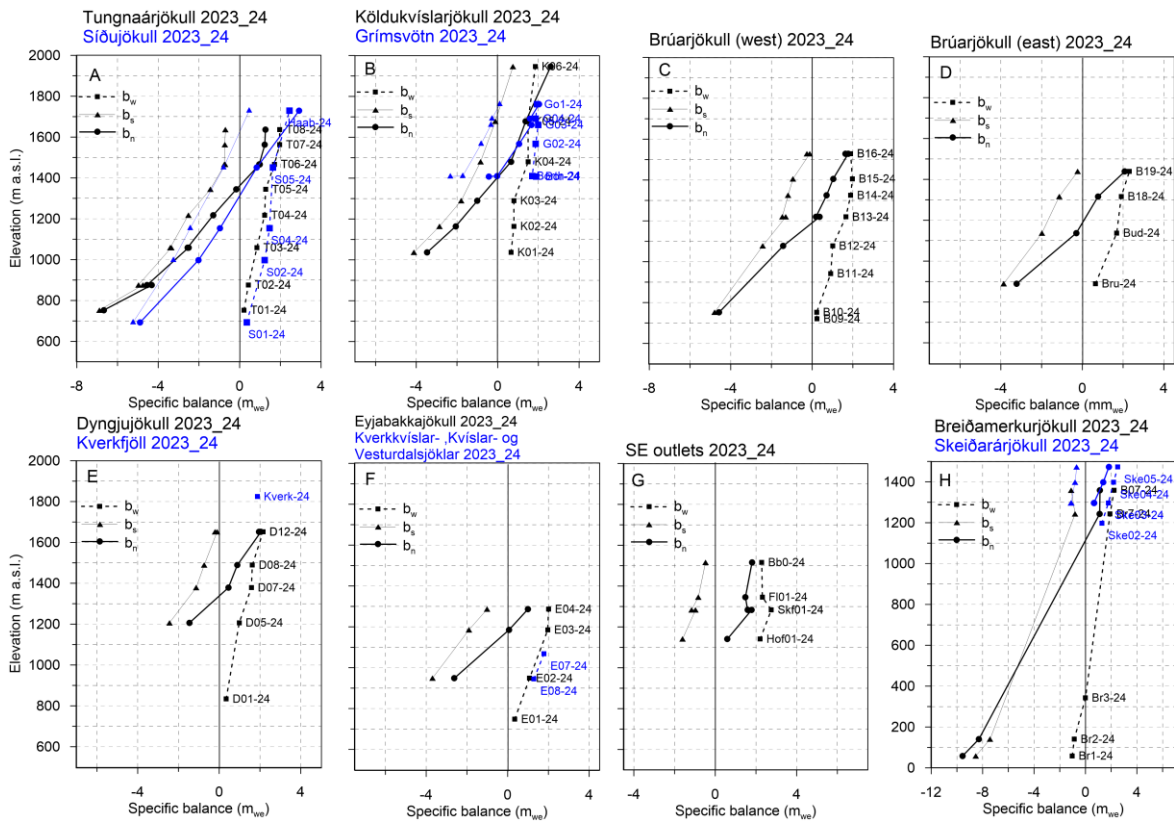 Tungnaárjökull 2023_24
Síðujökull 2023_24
A
b_w
b_s
b_n
Haab-24
T08-24
T07-24
T06-24
S05-24
T05-24
T04-24
S04-24
T03-24
S02-24
T02-24
T01-24
S01-24
2000
1800
1600
1400
1200
1000
800
600
Elevation (m a.s.l.)
-8
-4
0
4
Specific balance (m_we)
Köldukvíslarjökull 2023_24
Grímsvötn 2023_24
B
b_w
b_s
b_n
K06-24
Go1-24
G04-24
G03-24
G02-24
K04-24
K03-24
K02-24
K01-24
-4
0
4
Specific balance (m_we)
Brúarjökull (west) 2023_24
C
b_w
b_s
b_n
B16-24
B15-24
B14-24
B13-24
B12-24
B11-24
B10-24
B09-24
-8
-4
0
4
Specific balance (m_we)
Brúarjökull (east) 2023_24
D
b_w
b_s
b_n
B19-24
B18-24
Bud-24
Bru-24
-8
-4
0
4
Specific balance (mm_we)
Dyngjujökull 2023_24
Kverkfjöll 2023_24
E
b_w
b_s
b_n
Kverk-24
D12-24
D08-24
D07-24
D05-24
D01-24
2000
1800
1600
1400
1200
1000
800
600
Elevation (m a.s.l.)
-8
-4
0
4
Specific balance (m_we)
Eyjabakkajökull 2023_24
Kverkkvíslar- ,Kvíslar- og
Vesturdalsjöklar 2023_24
F
b_w
b_s
b_n
E04-24
E03-24
E07-24
E02-24
E08-24
E01-24
-4
0
4
Specific balance (m_we)
SE outlets 2023_24
G
b_w
b_s
b_n
Bb0-24
Fl01-24
Skf01-24
Hof01-24
-4
0
4
Specific balance (m_we)
Breiðamerkurjökull 2023_24
Skeiðarárjökull 2023_24
H
b_w
b_s
b_n
Ske05-24
B07-24
Ske04-24
Br7-24
Ske03-24
Ske02-24
Br3-24
Br2-24
Br1-24
1400
1200
1000
800
600
400
200
0
-12
-8
-4
0
4
Specific balance (m_we)